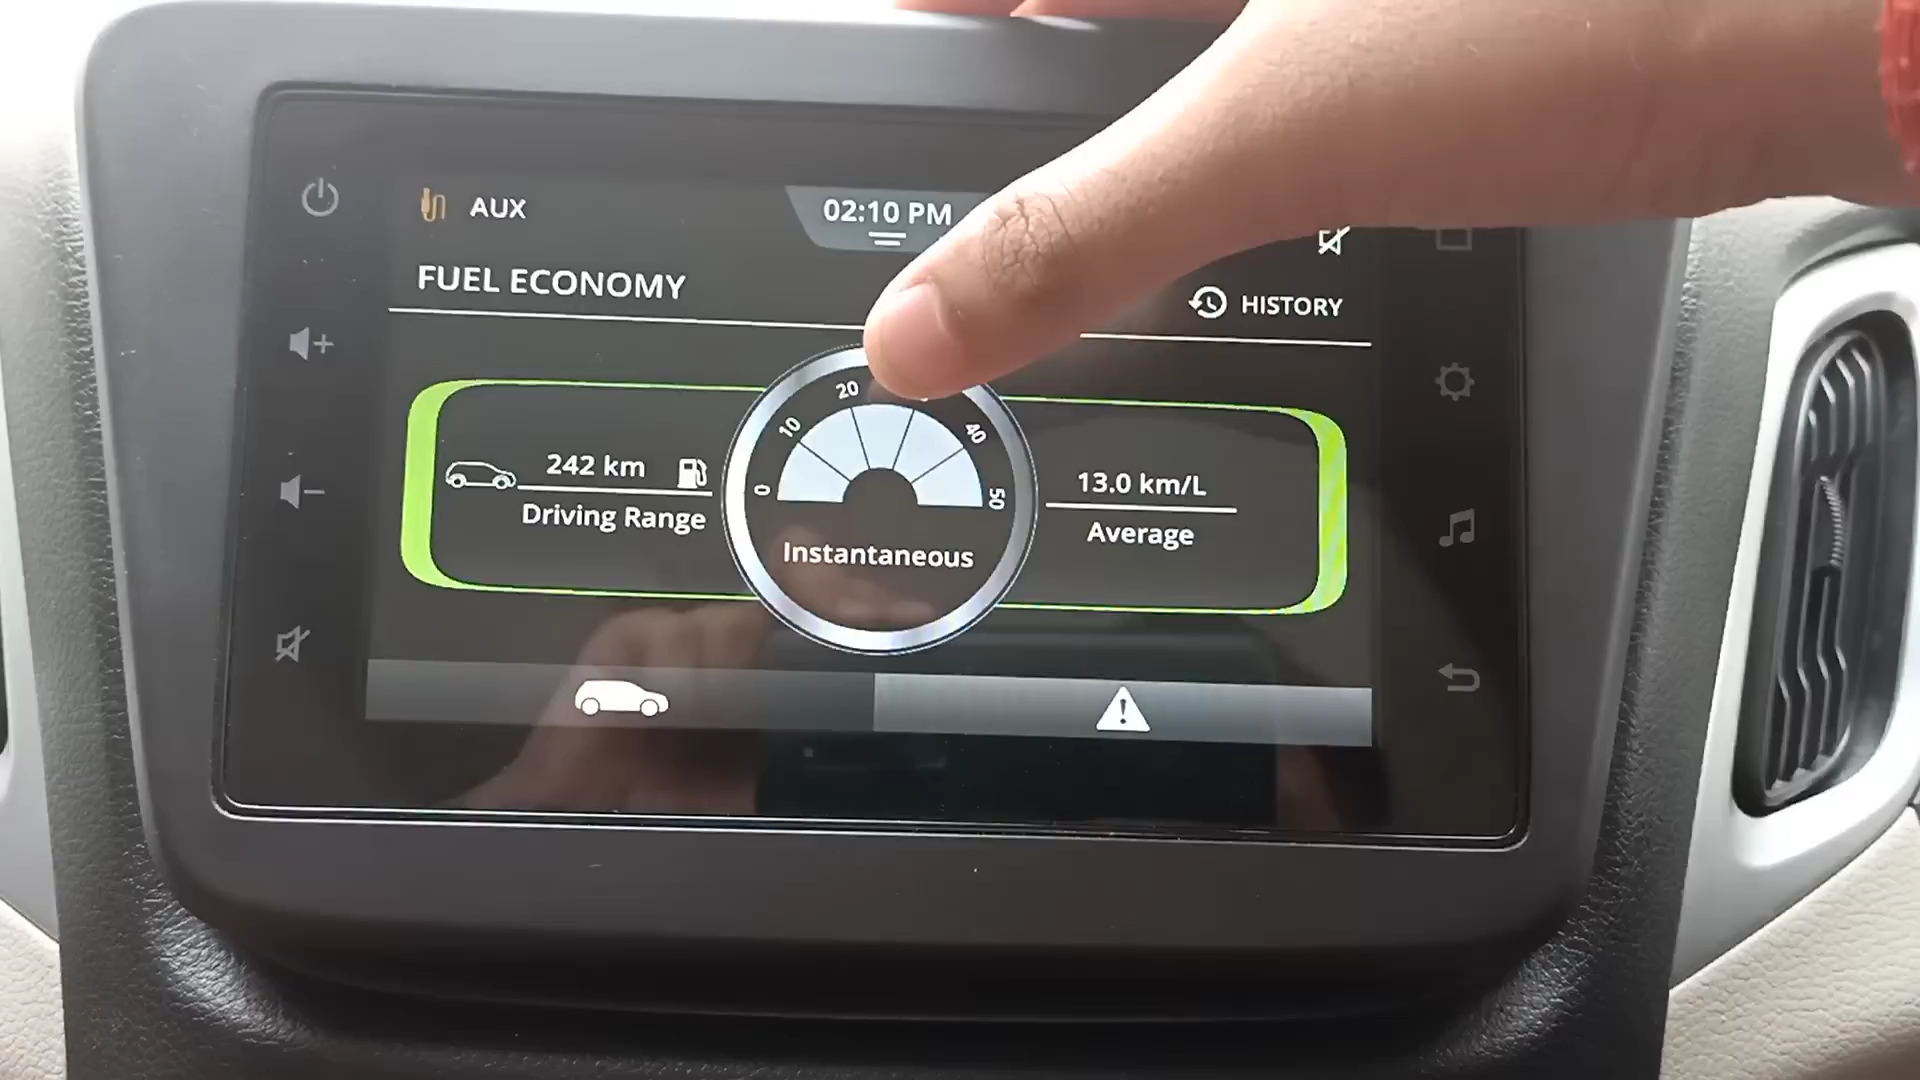 AUX
02:10 PM
FUEL ECONOMY
HISTORY
242 km
Driving Range
0
10
20
40
50
Instantaneous
13.0 km/L
Average